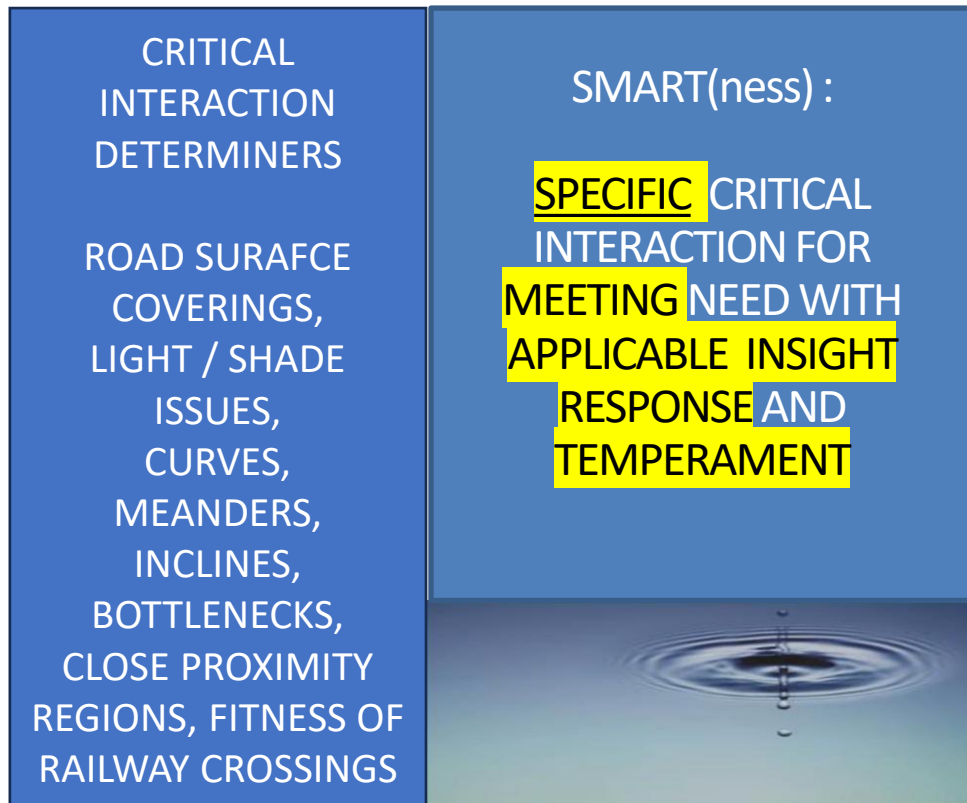 CRITICAL
INTERACTION
DETERMINERS
ROAD SURAFCE
COVERINGS,
LIGHT / SHADE
ISSUES,
CURVES,
MEANDERS,
INCLINES,
BOTTLENECKS,
CLOSE PROXIMITY
REGIONS, FITNESS OF
RAILWAY CROSSINGS
SMART(ness) :
SPECIFIC CRITICAL
INTERACTION FOR
MEETING NEED WITH
APPLICABLE INSIGHT
RESPONSE AND
TEMPERAMENT